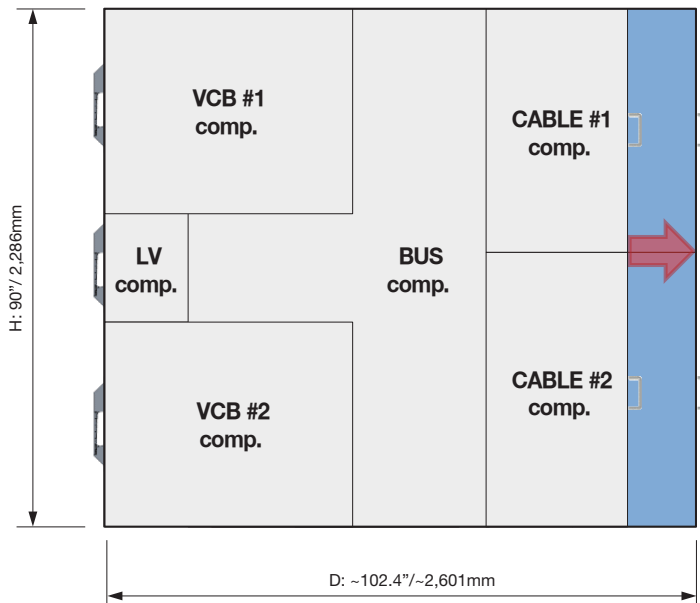 VCB #1
comp.
CABLE #1
comp.
H: 90”/ 2,286mm
LV
comp.
BUS
comp.
CABLE #2
comp.
VCB #2
comp.
D: ~102.4”/~2,601mm